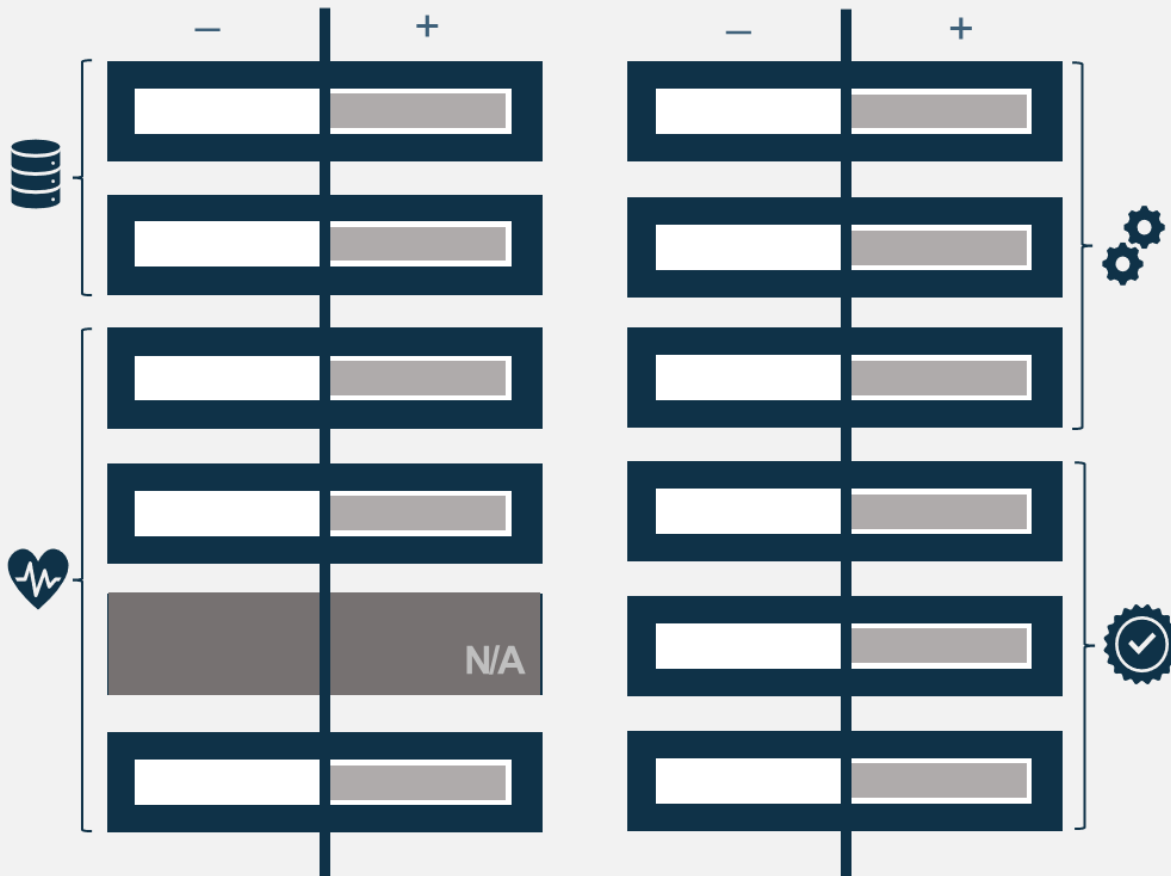 – +
– +
N/A